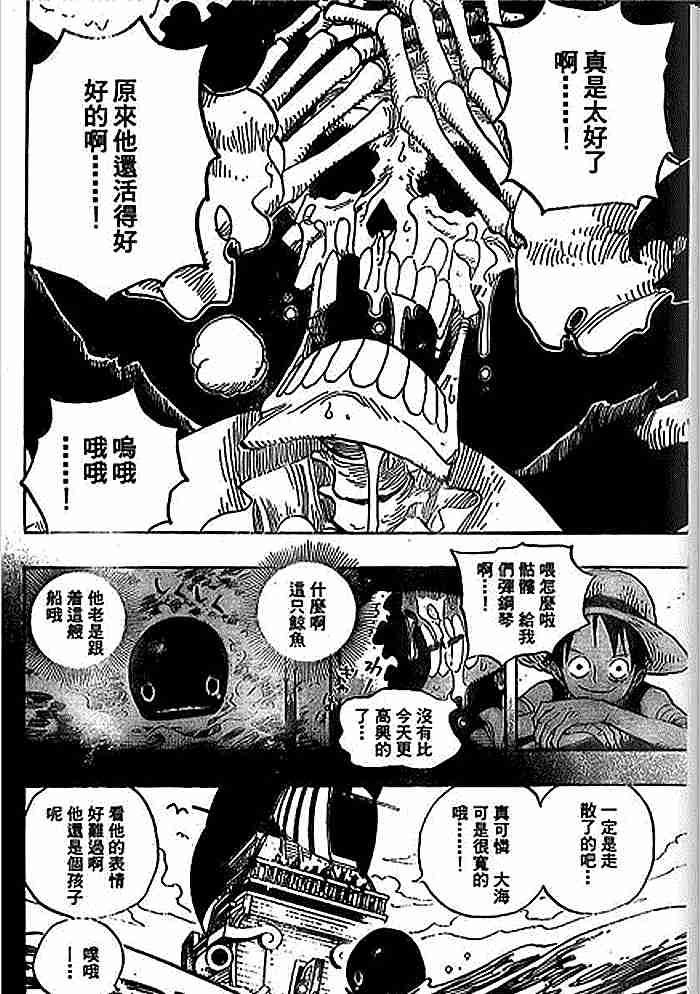 真是太好了
啊……！
原來他還活得好
好的啊……！
嗚哦
哦哦
……！
喂怎麼啦
骷髏 給我
們彈鋼琴
啊…！
沒有比
今天更
高興的
了…
什麼啊
這只鯨魚
他老是跟
着這艘
船哦
一定是走
散了的吧…
真可憐 大海
可是很寬的
哦……！
看他的表情
好難過啊
他還是個孩子
呢
噗哦
……